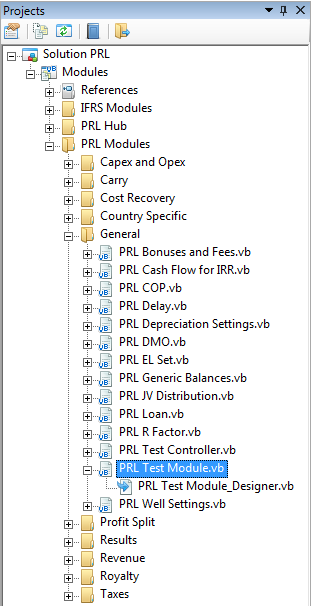 Projects
Solution PRL
Modules
References
IFRS Modules
PRL Hub
PRL Modules
Capex and Opex
Carry
Cost Recovery
Country Specific
General
PRL Bonuses and Fees.vb
PRL Cash Flow for IRR.vb
PRL COP.vb
PRL Delay.vb
PRL Depreciation Settings.vb
PRL DMO.vb
PRL EL Set.vb
PRL Generic Balances.vb
PRL JV Distribution.vb
PRL Loan.vb
PRL R Factor.vb
PRL Test Controller.vb
PRL Test Module.vb
PRL Test Module_Designer.vb
PRL Well Settings.vb
Profit Split
Results
Revenue
Royalty
Taxes